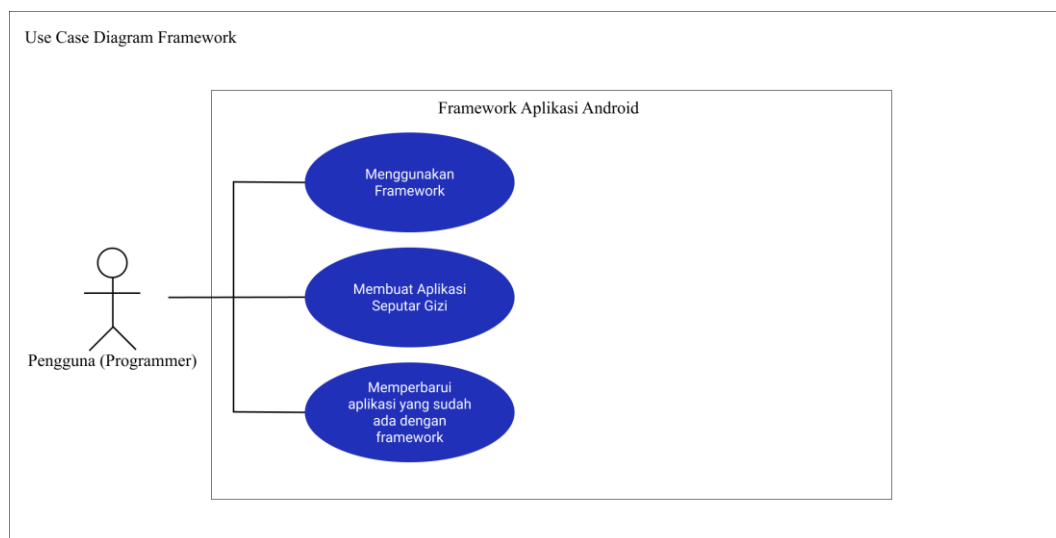 Use Case Diagram Framework
Framework Aplikasi Android
Menggunakan
Framework
Membuat Aplikasi
Seputar Gizi
Pengguna (Programmer)
Memperbarui
aplikasi yang sudah
ada dengan
framework